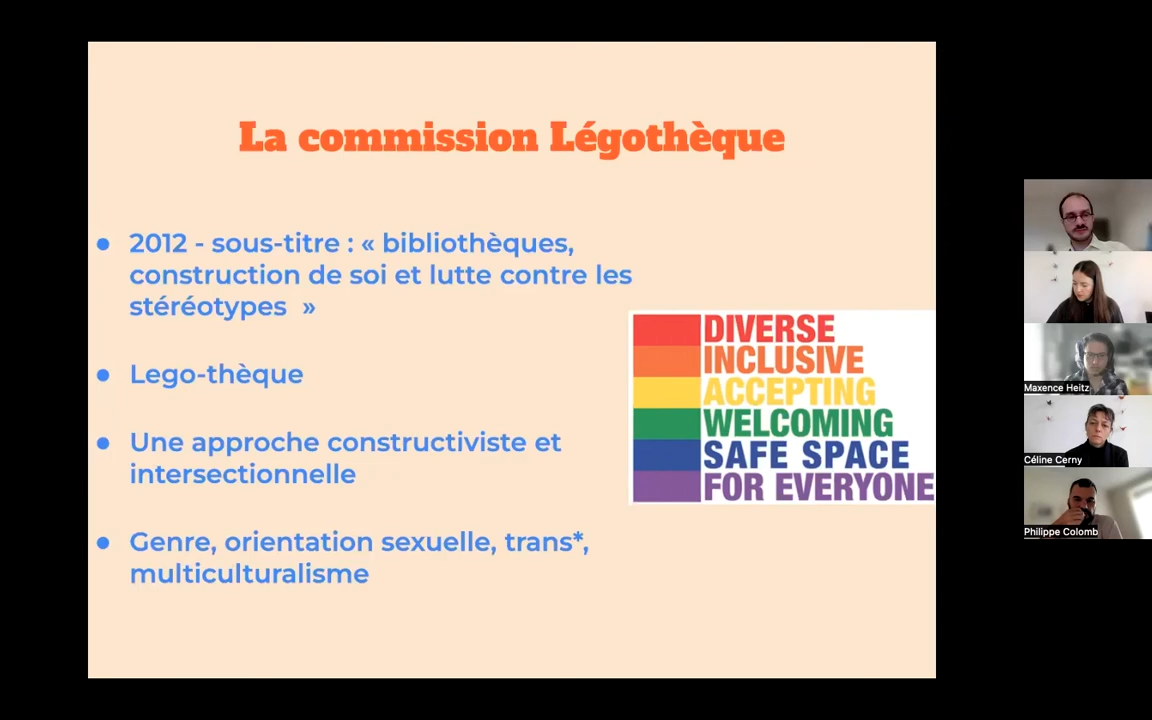 La commission Légothèque
● 2012 - sous-titre : « bibliothèques,
construction de soi et lutte contre les
stéréotypes »
● Lego-thèque
● Une approche constructiviste et
intersectionnelle
● Genre, orientation sexuelle, trans*,
multiculturalisme
DIVERSE
INCLUSIVE
ACCEPTING
WELCOMING
SAFE SPACE
FOR EVERYONE
Maxence Heitz
Céline Cerny
Philippe Colomb